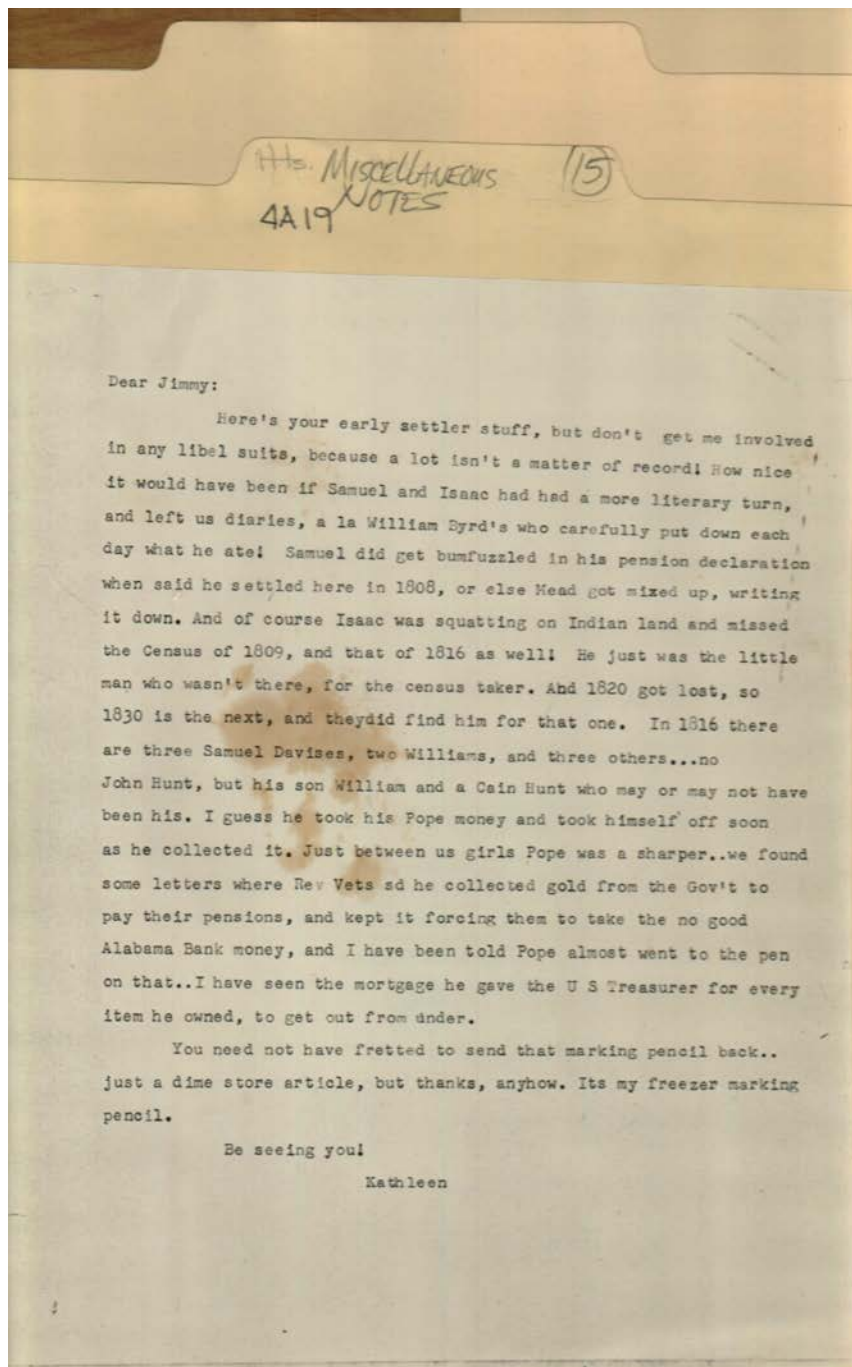 Hs. MISCELLANEOUS (15)
NOTES
4A19
Dear Jimmy:
Here's your early settler stuff, but don't get me involved
in any libel suits, because a lot isn't a matter of record! How nice
it would have been if Samuel and Isaac had had a more literary turn,
and left us diaries, a la William Byrd's who carefully put down each
day what he ate! Samuel did get bumfuzzled in his pension declaration
when said he settled here in 1808, or else Mead got mixed up, writing
it down. And of course Isaac was squatting on Indian land and missed
the Census of 1809, and that of 1816 as well! He just was the little
man who wasn't there, for the census taker. Ahd 1820 got lost, so
1830 is the next, and theydid find him for that one. In 1816 there
are three Samuel Davises, two Williams, and three others...no
John Hunt, but his son William and a Cain Hunt who may or may not have
been his. I guess he took his Pope money and took himself off soon
as he collected it. Just between us girls Pope was a sharper..we found
some letters where Rev Vets sd he collected gold from the Gov't to
pay their pensions, and kept it forcing them to take the no good
Alabama Bank money, and I have been told Pope almost went to the pen
on that..I have seen the mortgage he gave the U S Treasurer for every
item he owned, to get out from under.
You need not have fretted to send that marking pencil back..
just a dime store article, but thanks, anyhow. Its my freezer marking
pencil.
Be seeing you!
Kathleen